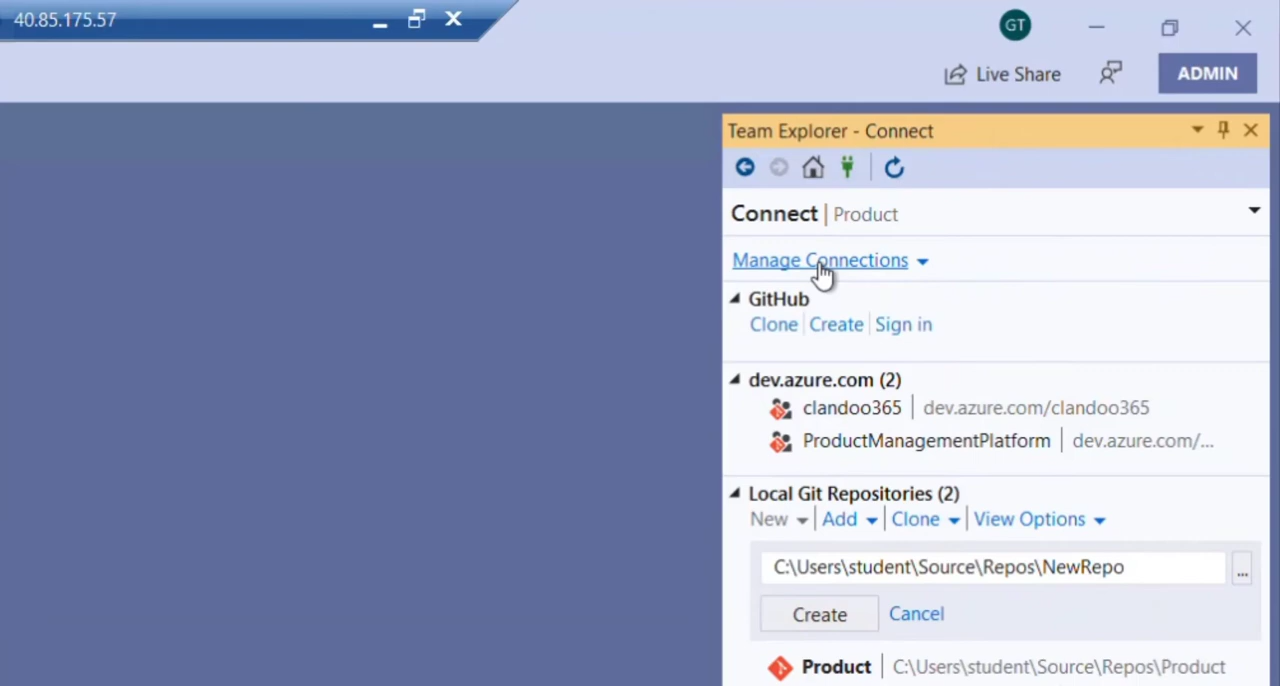 40.85.175.57
GT
Live Share
ADMIN
Team Explorer - Connect
Connect | Product
Manage Connections
GitHub
Clone | Create | Sign in
dev.azure.com (2)
clandoo365 | dev.azure.com/clandoo365
ProductManagementPlatform | dev.azure.com/...
Local Git Repositories (2)
New | Add | Clone | View Options
C:\Users\student\Source\Repos\NewRepo
...
Create Cancel
Product | C:\Users\student\Source\Repos\Product